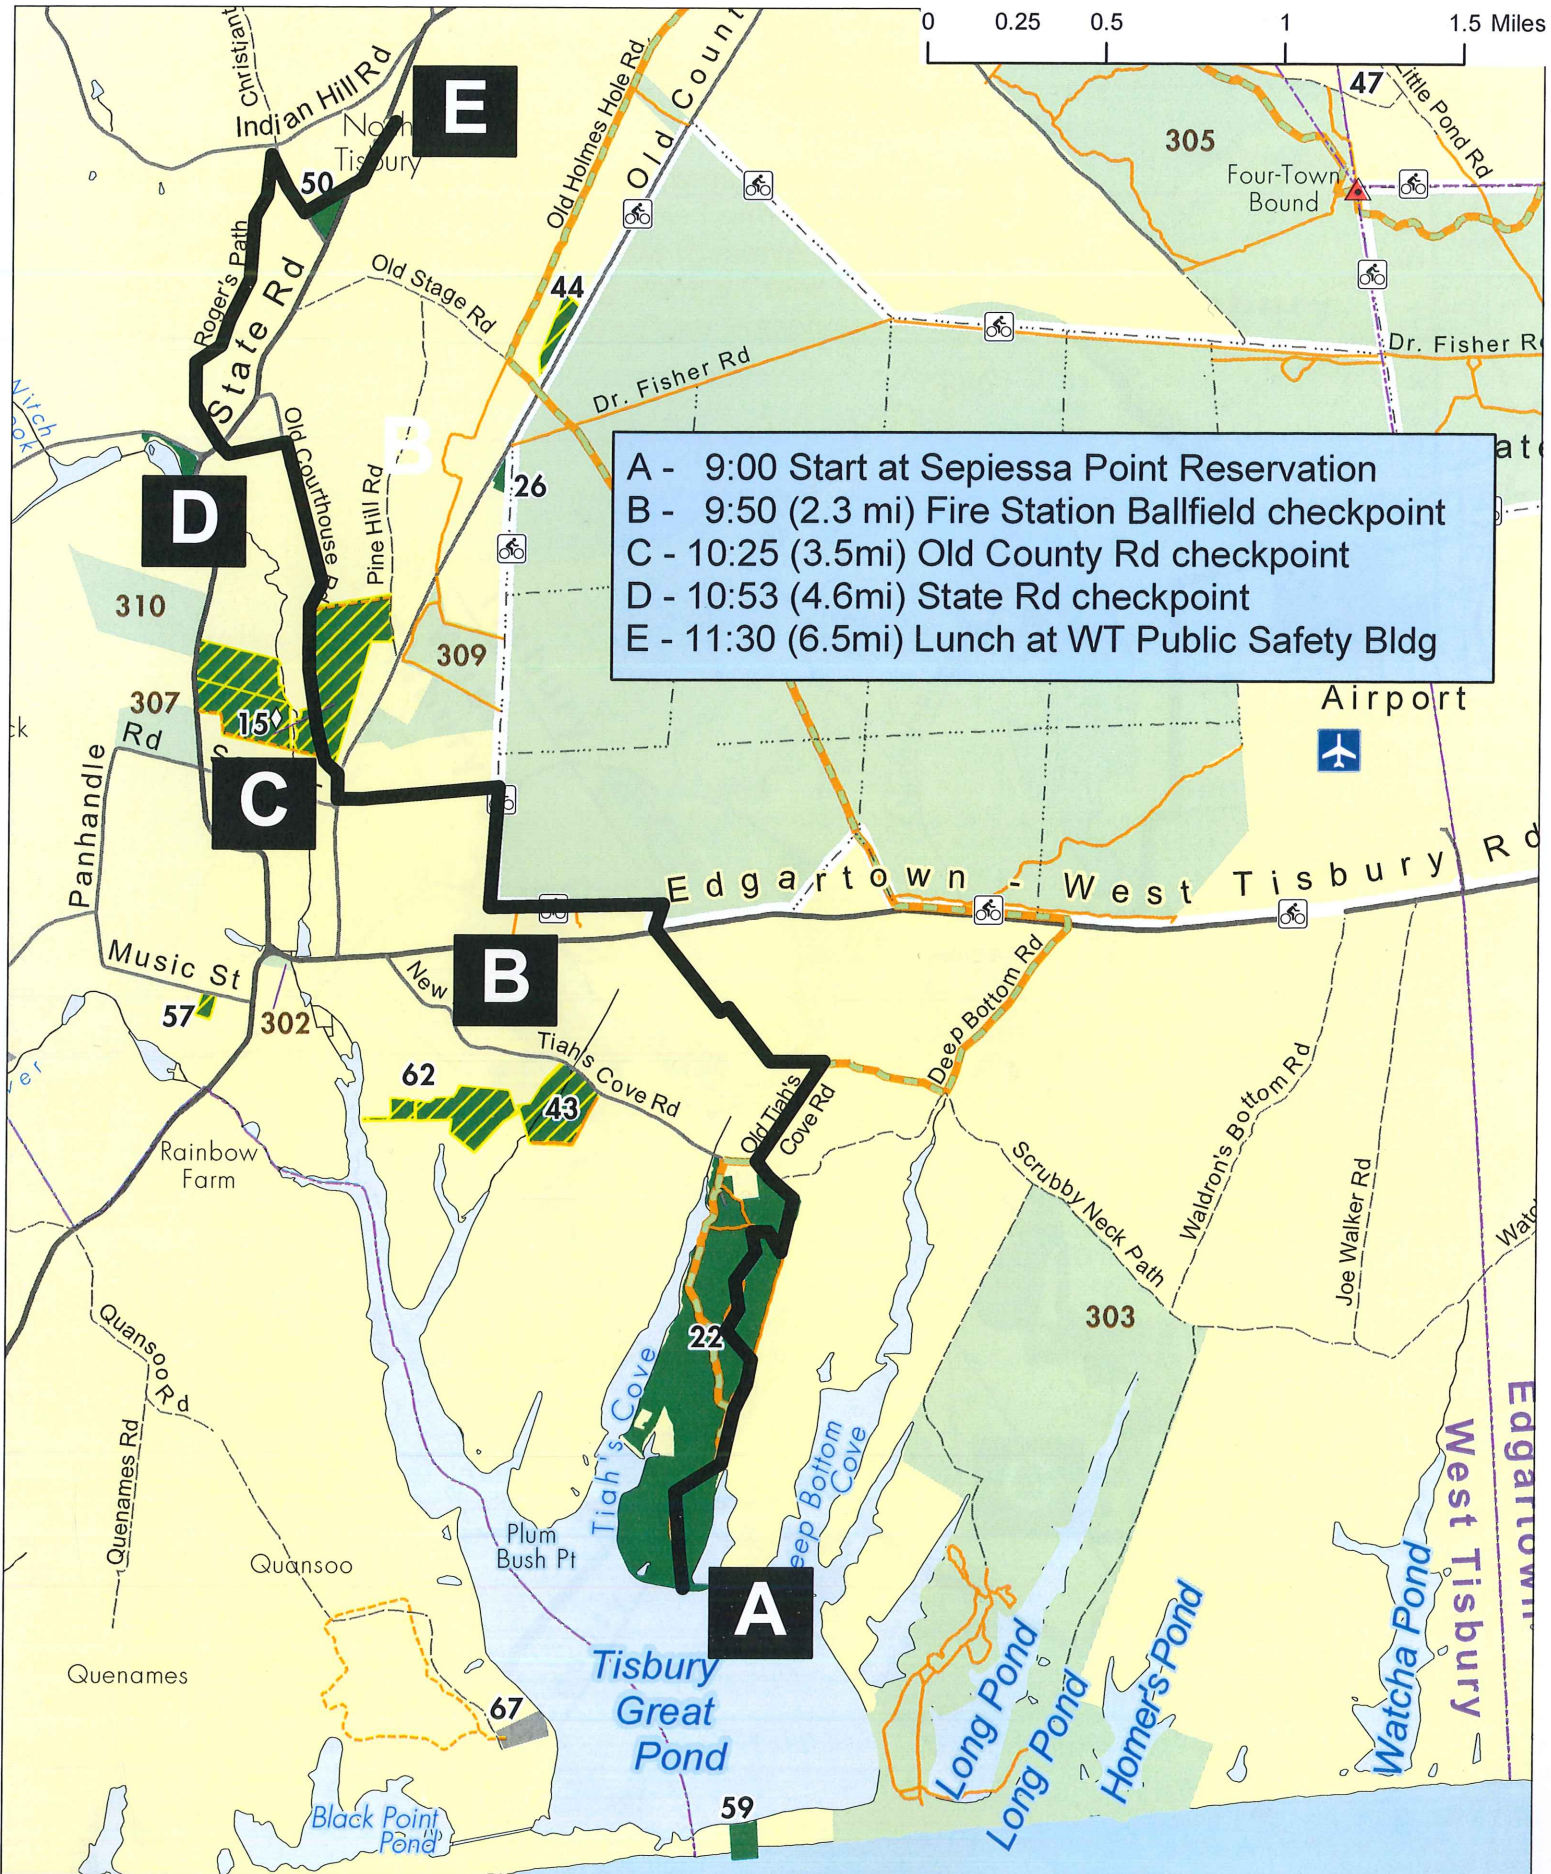 0 0.25 0.5 1 1.5 Miles
Christiant
Indian Hill Rd
North
Tisbury
E
50
Old Holmes Hole Rd
Old Count
47
Little Pond Rd
305
Four-Town
Bound
Roger's Path
State Rd
Old Stage Rd
44
Dr. Fisher Rd
Dr. Fisher R
Old Courthouse R
Pine Hill Rd
B
26
D
A - 9:00 Start at Sepiessa Point Reservation
B - 9:50 (2.3 mi) Fire Station Ballfield checkpoint
C - 10:25 (3.5mi) Old County Rd checkpoint
D - 10:53 (4.6mi) State Rd checkpoint
E - 11:30 (6.5mi) Lunch at WT Public Safety Bldg
ate
310
309
307
15
ck
Rd
Panhandle
C
Airport
Edgartown - West Tisbury Rd
Music St
57
302
New
B
Tiah's Cove Rd
Deep Bottom Rd
62
43
Old Tiah's
Cove Rd
ver
Rainbow
Farm
Scrubby Neck Path
Waldron's Bottom Rd
Joe Walker Rd
Watc
303
22
Quansoo
Rd
Quenames Rd
Tiah's Cove
eep Bottom
Cove
Plum
Bush Pt
Quansoo
Quenames
A
67
Tisbury
Great
Pond
59
Black Point
Pond
Long Pond
Long Pond
Homer's Pond
Watcha Pond
West Tisbury
Edgartown